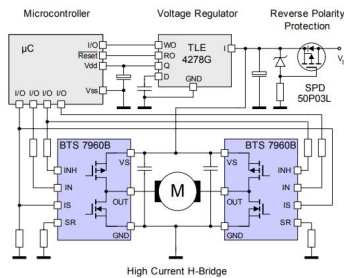 Microcontroller
Voltage Regulator
Reverse Polarity
Protection
µC
I/O
Reset
Vdd
Vss
I/O I/O I/O I/O
WO
RO
Q
D
TLE
4278G
I
GND
SPD
50P03L
BTS 7960B
VS
INH
IN
IS
SR
OUT
GND
M
BTS 7960B
VS
INH
IN
IS
SR
OUT
GND
High Current H-Bridge